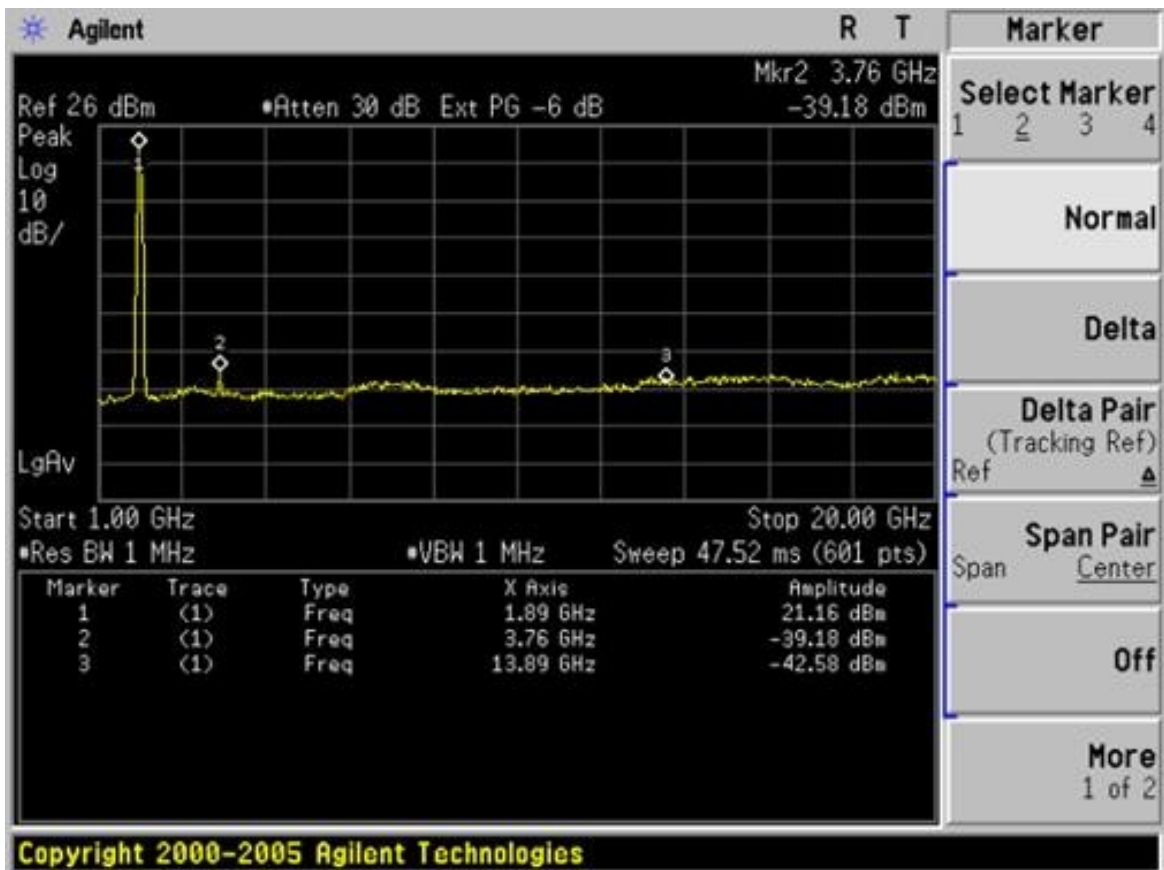 Agilent R T Marker
Mkr2 3.76 GHz
Ref 26 dBm •Atten 30 dB Ext PG -6 dB -39.18 dBm
Peak
Log
10
dB/
1
2
3
LgAv
Start 1.00 GHz Stop 20.00 GHz
•Res BW 1 MHz •VBW 1 MHz Sweep 47.52 ms (601 pts)
Marker Trace Type X Axis Amplitude
1 (1) Freq 1.89 GHz 21.16 dBm
2 (1) Freq 3.76 GHz -39.18 dBm
3 (1) Freq 13.89 GHz -42.58 dBm
Select Marker
1 2 3 4
Normal
Delta
Delta Pair
(Tracking Ref)
Ref Δ
Span Pair
Span Center
Off
More
1 of 2
Copyright 2000-2005 Agilent Technologies